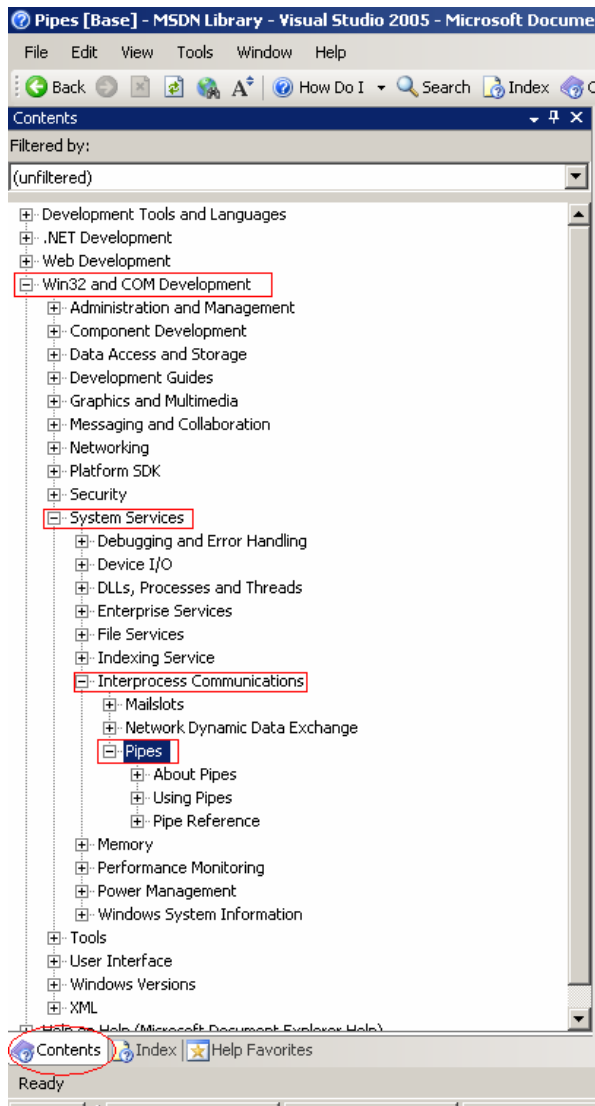 Pipes [Base] - MSDN Library - Visual Studio 2005 - Microsoft Docume
File Edit View Tools Window Help
Back How Do I Search Index
Contents
Filtered by:
(unfiltered)
Development Tools and Languages
.NET Development
Web Development
Win32 and COM Development
Administration and Management
Component Development
Data Access and Storage
Development Guides
Graphics and Multimedia
Messaging and Collaboration
Networking
Platform SDK
Security
System Services
Debugging and Error Handling
Device I/O
DLLs, Processes and Threads
Enterprise Services
File Services
Indexing Service
Interprocess Communications
Mailslots
Network Dynamic Data Exchange
Pipes
About Pipes
Using Pipes
Pipe Reference
Memory
Performance Monitoring
Power Management
Windows System Information
Tools
User Interface
Windows Versions
XML
Help on Help (Microsoft Document Explorer Help)
Contents Index Help Favorites
Ready